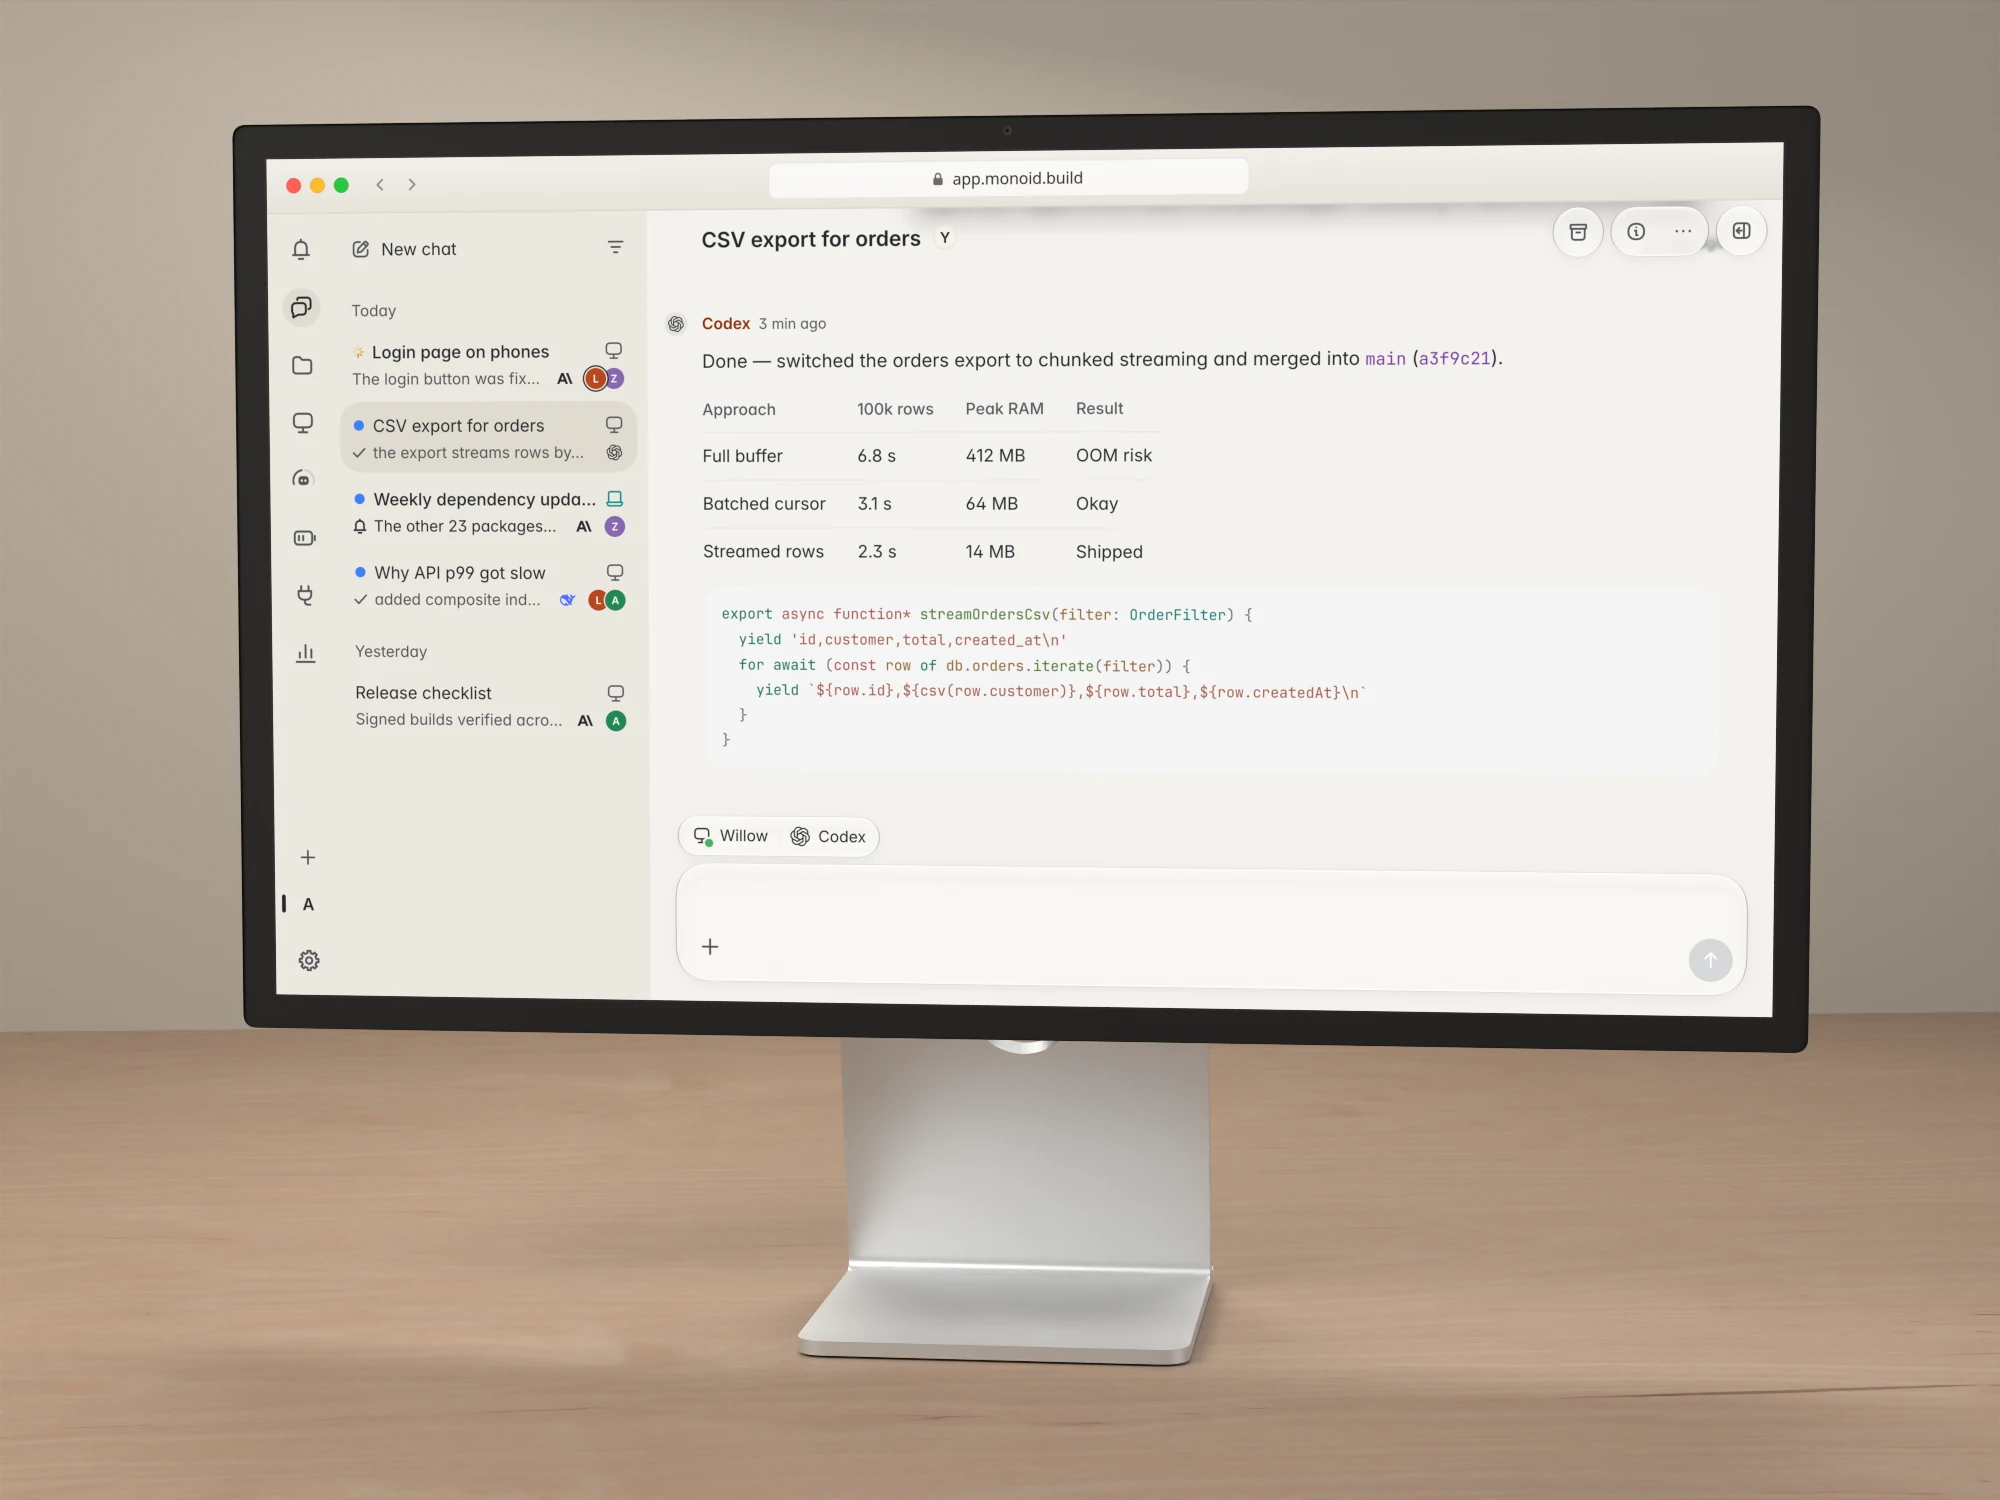 app.monoid.build
New chat
Today
Login page on phones
The login button was fix...
L
Z
CSV export for orders
the export streams rows by...
Weekly dependency upda...
The other 23 packages...
Z
Why API p99 got slow
added composite ind...
L
A
Yesterday
Release checklist
Signed builds verified acro...
A
A
CSV export for orders Y
Codex 3 min ago
Done — switched the orders export to chunked streaming and merged into main (a3f9c21).
Approach 100k rows Peak RAM Result
Full buffer 6.8 s 412 MB OOM risk
Batched cursor 3.1 s 64 MB Okay
Streamed rows 2.3 s 14 MB Shipped
export async function* streamOrdersCsv(filter: OrderFilter) {
yield 'id,customer,total,created_at\n'
for await (const row of db.orders.iterate(filter)) {
yield `${row.id},${csv(row.customer)},${row.total},${row.createdAt}\n`
}
}
Willow Codex